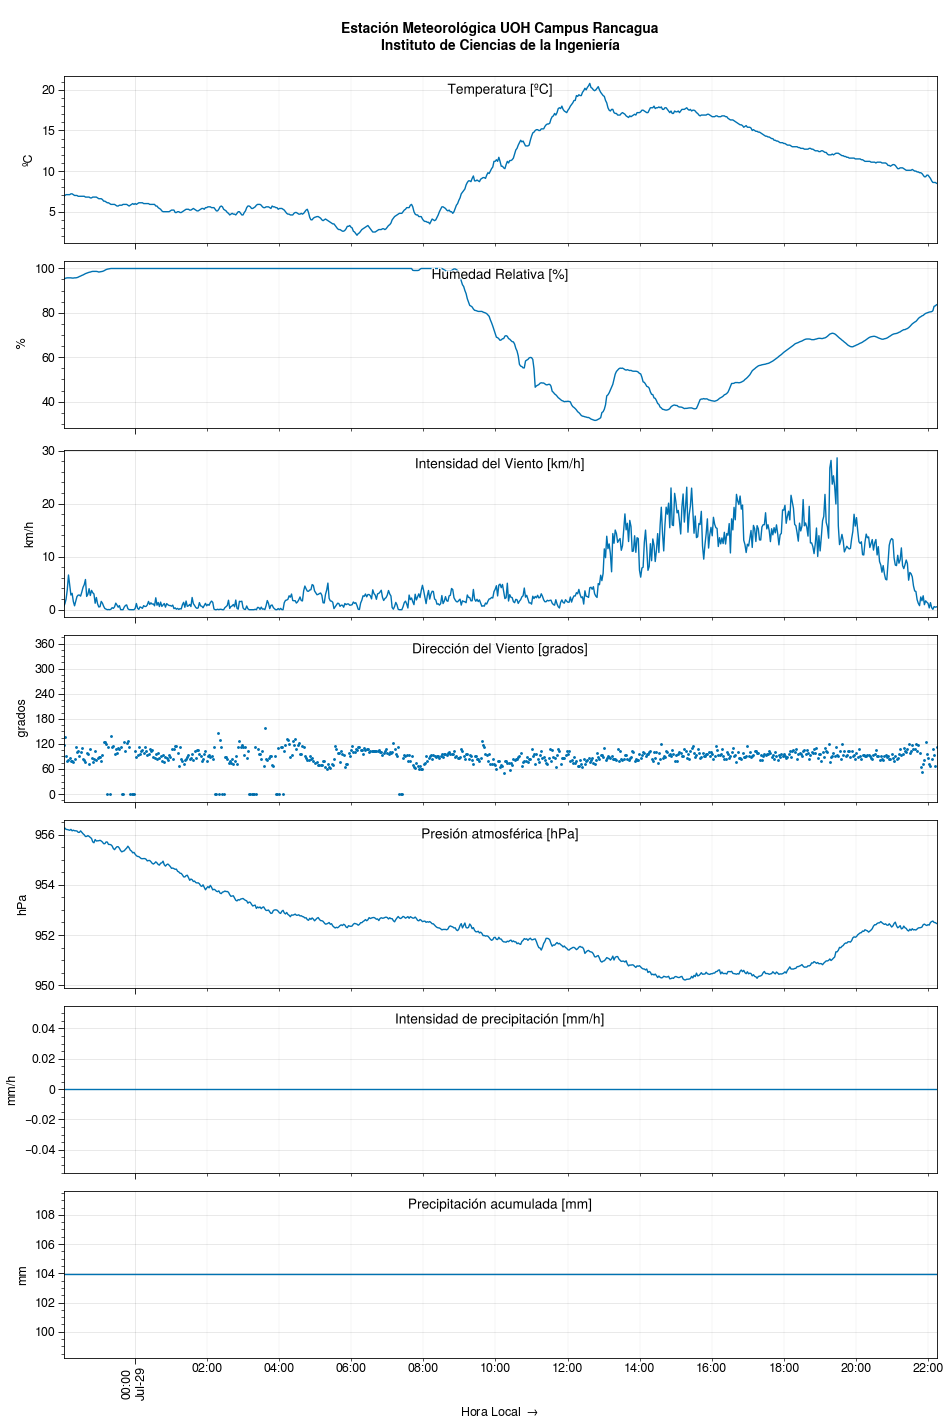 Estación Meteorológica UOH Campus Rancagua
Instituto de Ciencias de la Ingeniería
Temperatura [ºC]
20
15
10
5
ºC
Humedad Relativa [%]
100
80
60
40
%
Intensidad del Viento [km/h]
30
20
10
0
km/h
Dirección del Viento [grados]
360
300
240
180
120
60
0
grados
Presión atmosférica [hPa]
956
954
952
950
hPa
Intensidad de precipitación [mm/h]
0.04
0.02
0
−0.02
−0.04
mm/h
Precipitación acumulada [mm]
108
106
104
102
100
mm
00:00
Jul-29
02:00
04:00
06:00
08:00
10:00
12:00
14:00
16:00
18:00
20:00
22:00
Hora Local →